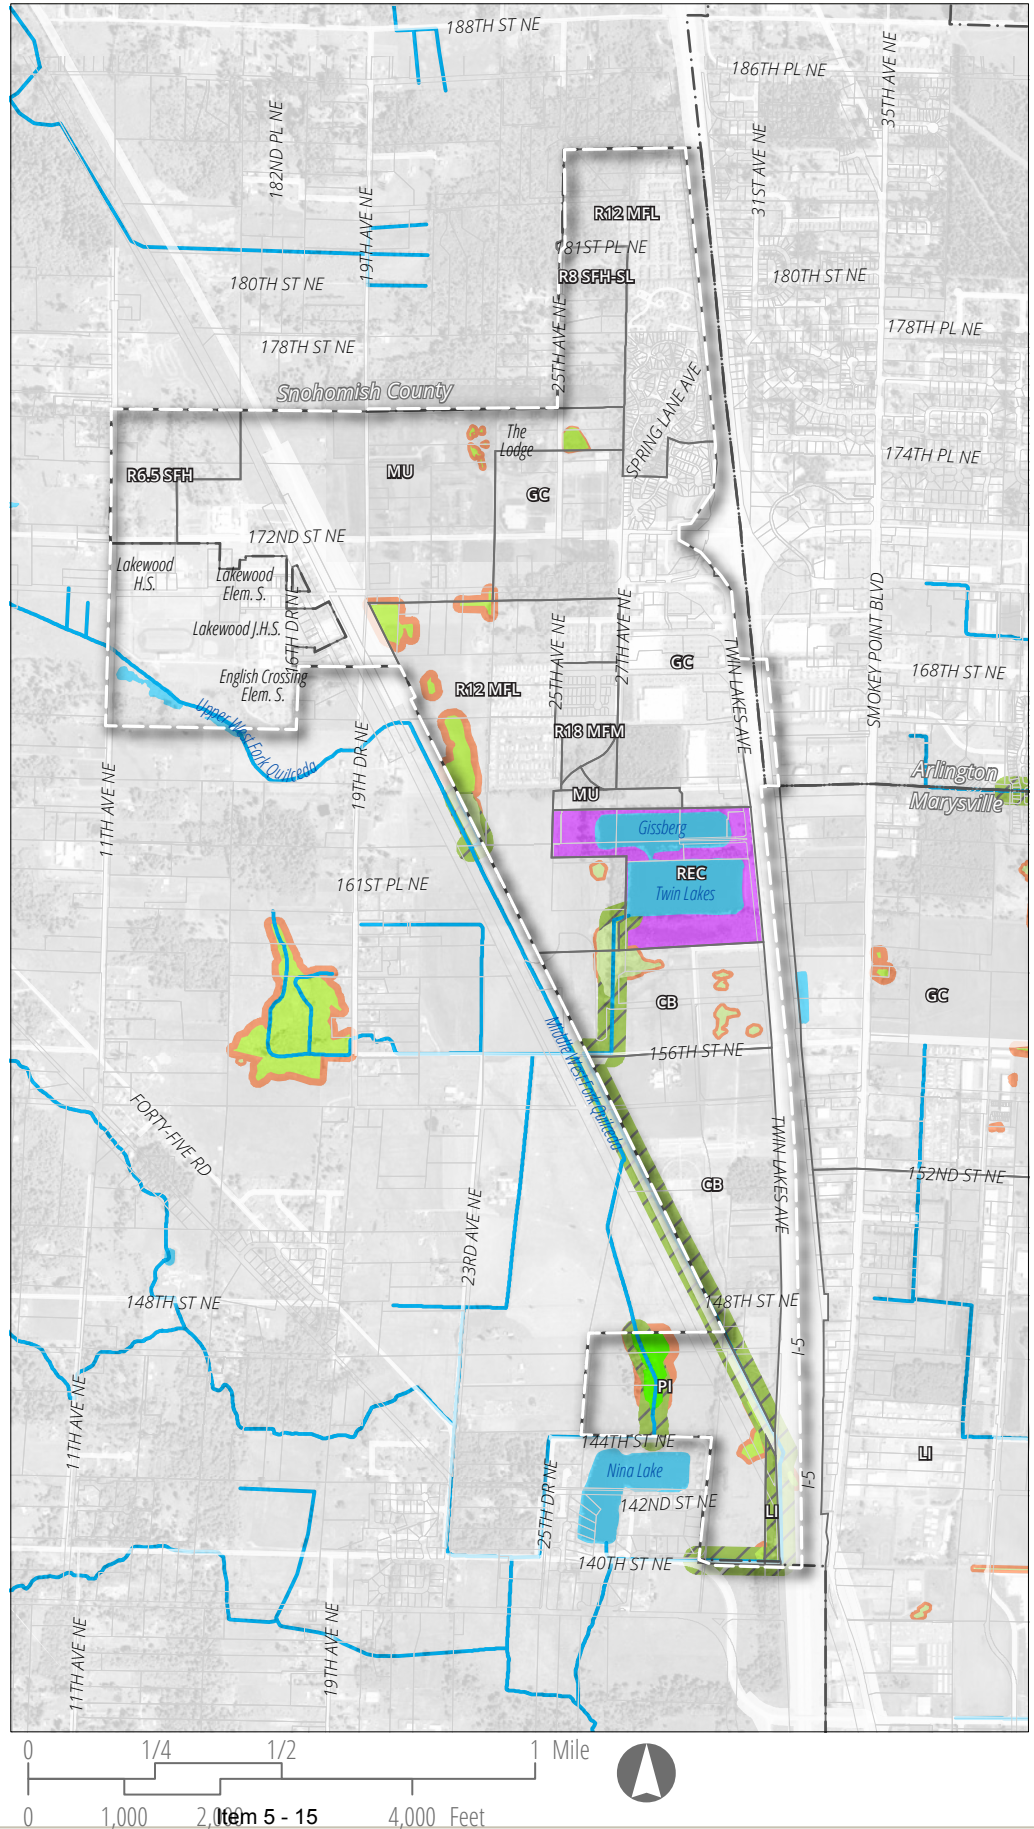 188TH ST NE
186TH PL NE
35TH AVE NE
182ND PL NE
31ST AVE NE
19TH AVE NE
R12 MFL
181ST PL NE
R8 SFH-SL
180TH ST NE
180TH ST NE
178TH PL NE
25TH AVE NE
178TH ST NE
Snohomish County
SPRING LANE AVE
The
Lodge
174TH PL NE
R6.5 SFH
MU
GC
172ND ST NE
Lakewood
H.S.
Lakewood
Elem. S.
16TH DR NE
Lakewood J.H.S.
SMOKEY POINT BLVD
25TH AVE NE
27TH AVE NE
TWIN LAKES AVE
GC
168TH ST NE
English Crossing
Elem. S.
R12 MFL
Upper West Fork Quilceda
R18 MFM
19TH DR NE
11TH AVE NE
Arlington
Marysville
MU
Gissberg
REC
Twin Lakes
161ST PL NE
CB
GC
156TH ST NE
Middle West Fork Quilceda
FORTY-FIVE RD
TWIN LAKES AVE
152ND ST NE
CB
23RD AVE NE
148TH ST NE
148TH ST NE
I-5
PI
11TH AVE NE
144TH ST NE
LI
Nina Lake
I-5
25TH DR NE
142ND ST NE
LI
140TH ST NE
11TH AVE NE
19TH AVE NE
0 1/4 1/2 1 Mile
0 1,000 2,000 4,000 Feet
Item 5 - 15